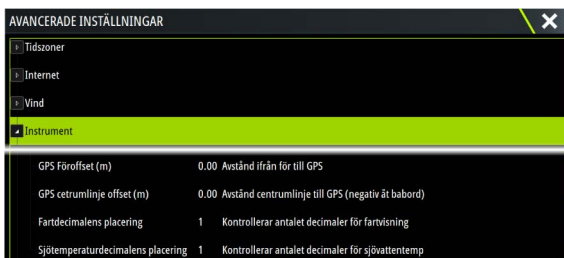 AVANCERADE INSTÄLLNINGAR
Tidszoner
Internet
Vind
Instrument
GPS Föroffset (m) 0.00 Avstånd ifrån för till GPS
GPS cetrumlinje offset (m) 0.00 Avstånd centrumlinje till GPS (negativ åt babord)
Fartdecimalens placering 1 Kontrollerar antalet decimaler för fartvisning
Sjötemperaturdecimalens placering 1 Kontrollerar antalet decimaler för sjövattentemp